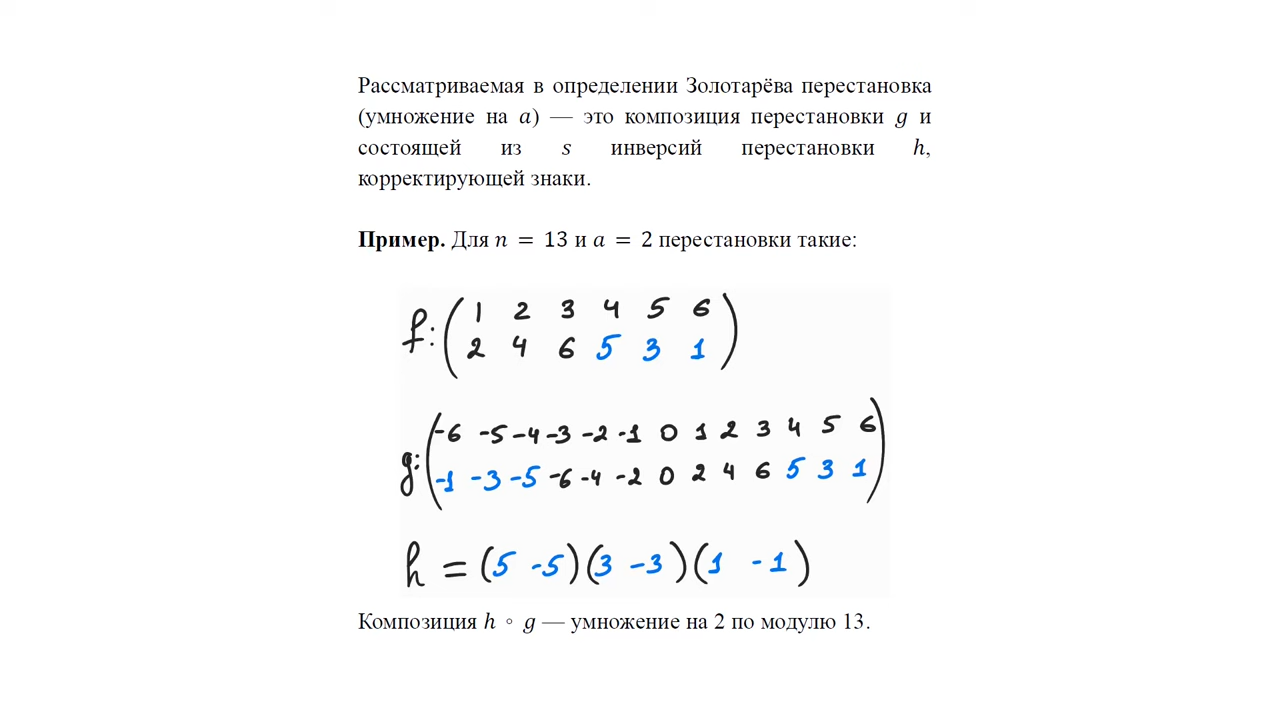 Рассматриваемая в определении Золотарёва перестановка
(умножение на a) — это композиция перестановки g и
состоящей из s инверсий перестановки h,
корректирующей знаки.
Пример. Для n = 13 и a = 2 перестановки такие:
f: ( 1 2 3 4 5 6
2 4 6 5 3 1 )
g: ( -6 -5 -4 -3 -2 -1 0 1 2 3 4 5 6
-1 -3 -5 -6 -4 -2 0 2 4 6 5 3 1 )
h = (5 -5)(3 -3)(1 -1)
Композиция h ∘ g — умножение на 2 по модулю 13.